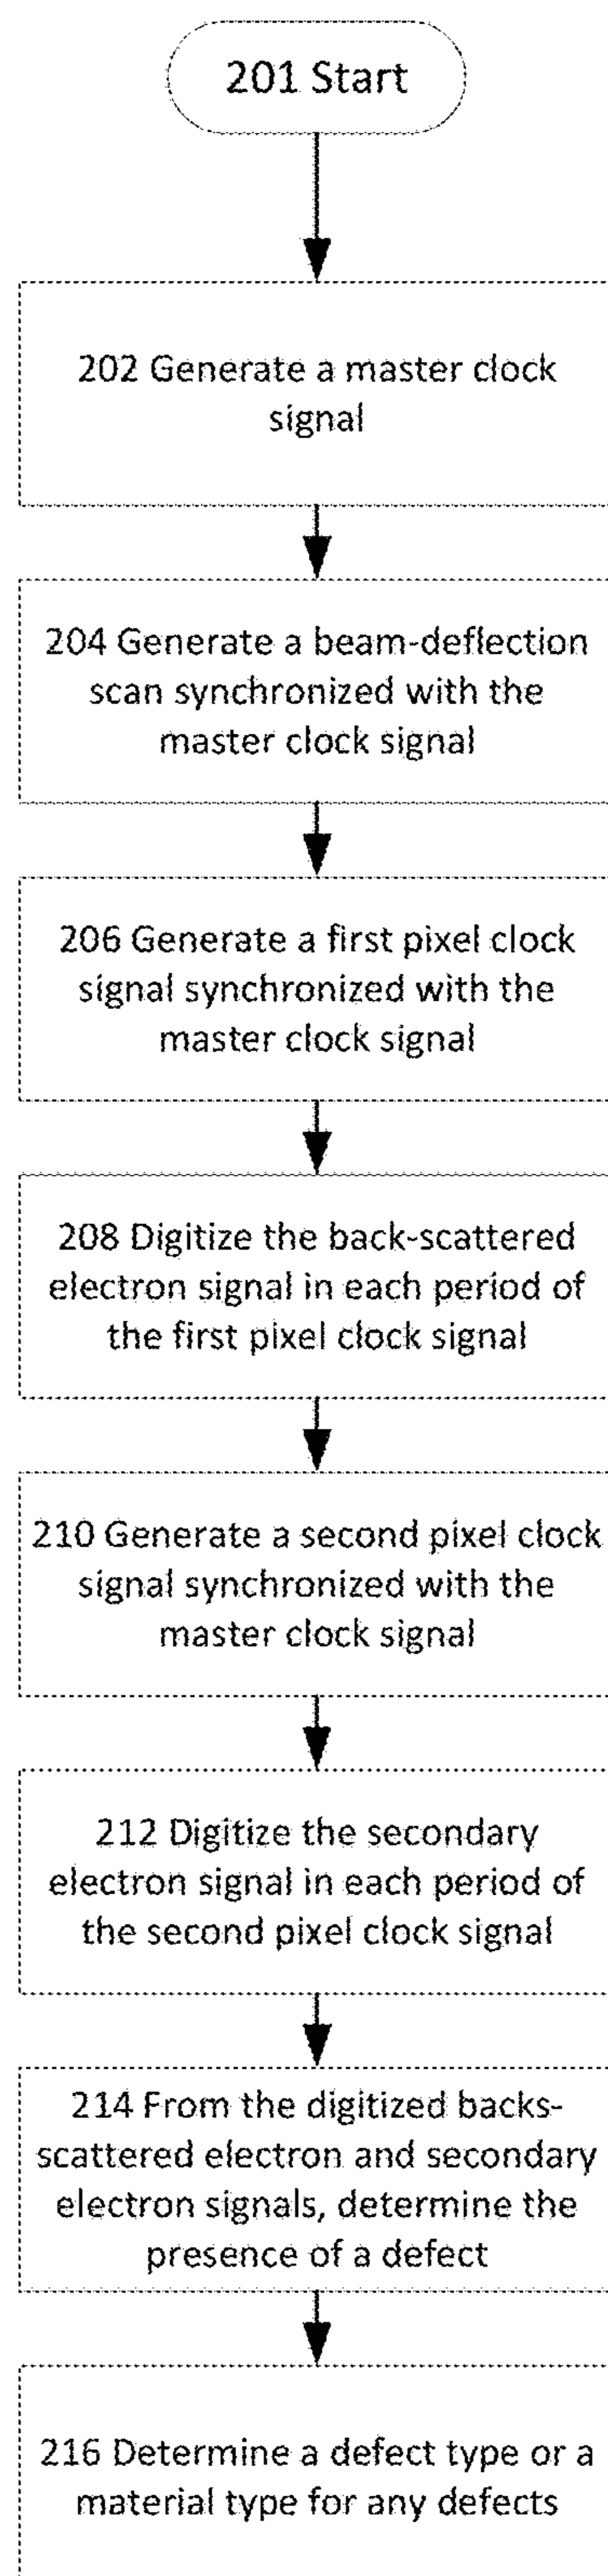 201 Start
202 Generate a master clock
signal
204 Generate a beam-deflection
scan synchronized with the
master clock signal
206 Generate a first pixel clock
signal synchronized with the
master clock signal
208 Digitize the back-scattered
electron signal in each period of
the first pixel clock signal
210 Generate a second pixel clock
signal synchronized with the
master clock signal
212 Digitize the secondary
electron signal in each period of
the second pixel clock signal
214 From the digitized backs-
scattered electron and secondary
electron signals, determine the
presence of a defect
216 Determine a defect type or a
material type for any defects